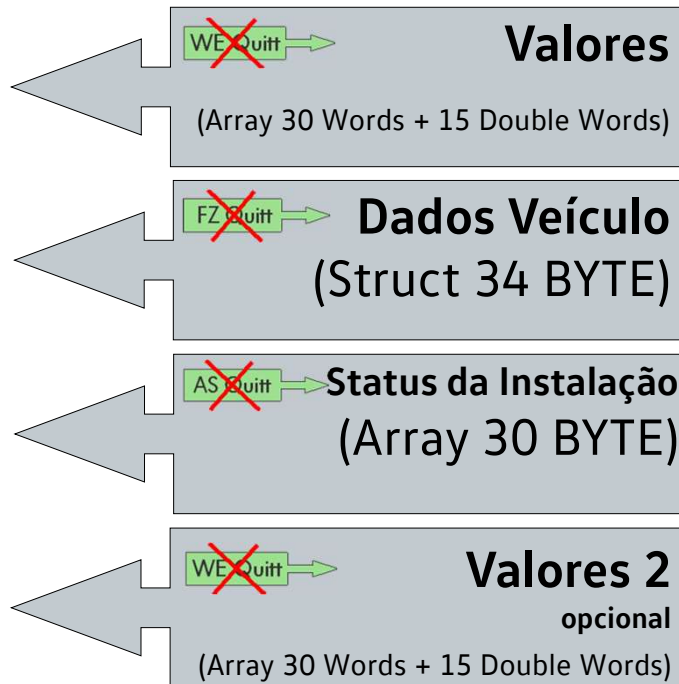 WE Quitt
Valores
(Array 30 Words + 15 Double Words)
FZ Quitt
Dados Veículo
(Struct 34 BYTE)
AS Quitt
Status da Instalação
(Array 30 BYTE)
WE Quitt
Valores 2
opcional
(Array 30 Words + 15 Double Words)